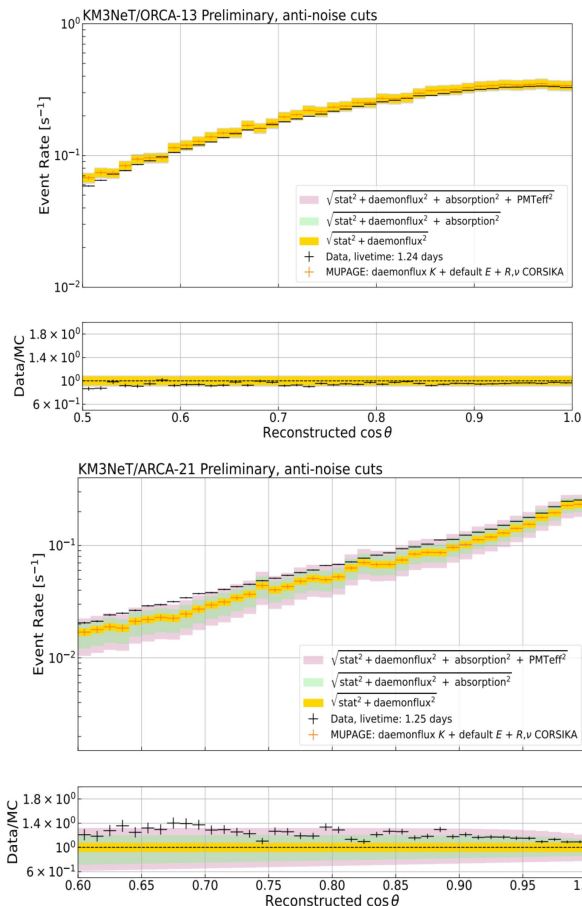 KM3NeT/ORCA-13 Preliminary, anti-noise cuts
10⁰
10⁻¹
10⁻²
Event Rate [s⁻¹]
√stat² + daemonflux² + absorption² + PMTeff²
√stat² + daemonflux² + absorption²
√stat² + daemonflux²
Data, livetime: 1.24 days
MUPAGE: daemonflux K + default E + R,ν CORSIKA
1.8 × 10⁰
1.4 × 10⁰
1 × 10⁰
6 × 10⁻¹
Data/MC
0.5 0.6 0.7 0.8 0.9 1.0
Reconstructed cos θ
KM3NeT/ARCA-21 Preliminary, anti-noise cuts
10⁻¹
10⁻²
Event Rate [s⁻¹]
√stat² + daemonflux² + absorption² + PMTeff²
√stat² + daemonflux² + absorption²
√stat² + daemonflux²
Data, livetime: 1.25 days
MUPAGE: daemonflux K + default E + R,ν CORSIKA
1.8 × 10⁰
1.4 × 10⁰
1 × 10⁰
6 × 10⁻¹
Data/MC
0.60 0.65 0.70 0.75 0.80 0.85 0.90 0.95 1.
Reconstructed cos θ